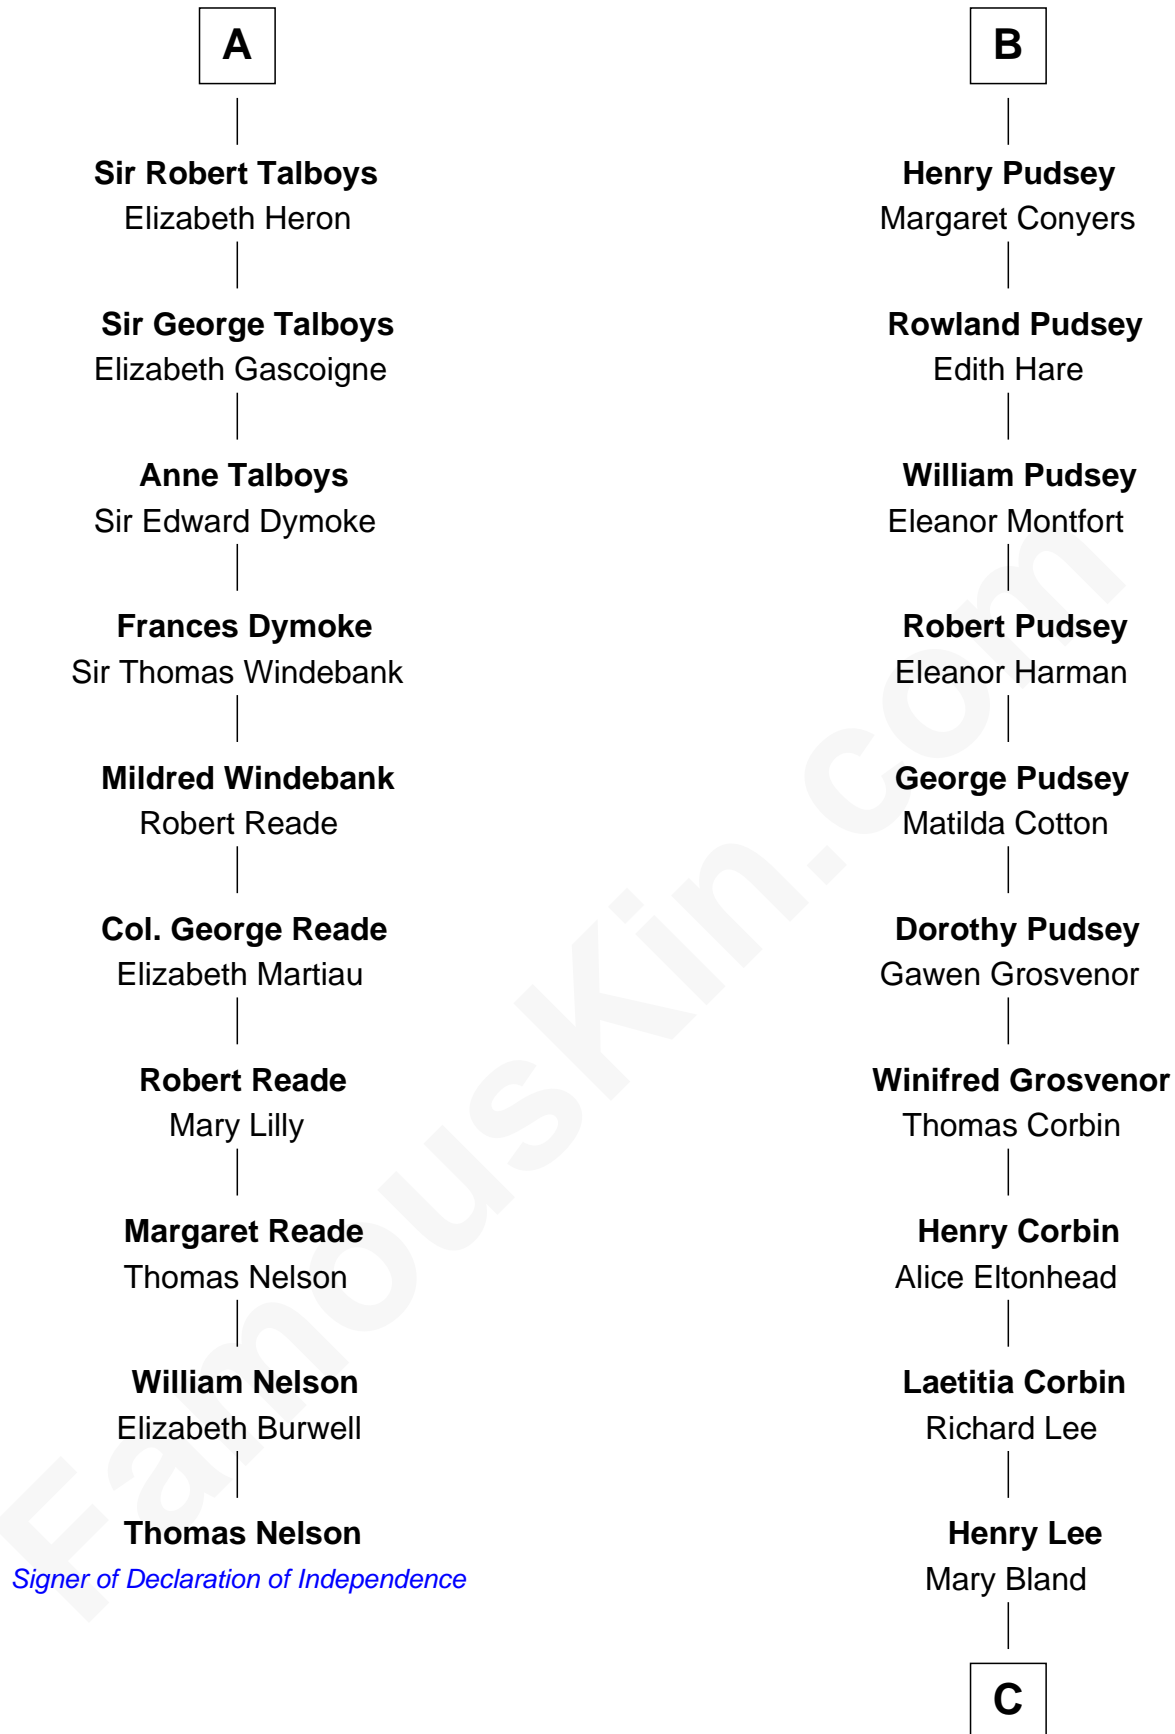 A
Sir Robert Talboys
Elizabeth Heron
Sir George Talboys
Elizabeth Gascoigne
Anne Talboys
Sir Edward Dymoke
Frances Dymoke
Sir Thomas Windebank
Mildred Windebank
Robert Reade
Col. George Reade
Elizabeth Martiau
Robert Reade
Mary Lilly
Margaret Reade
Thomas Nelson
William Nelson
Elizabeth Burwell
Thomas Nelson
Signer of Declaration of Independence
B
Henry Pudsey
Margaret Conyers
Rowland Pudsey
Edith Hare
William Pudsey
Eleanor Montfort
Robert Pudsey
Eleanor Harman
George Pudsey
Matilda Cotton
Dorothy Pudsey
Gawen Grosvenor
Winifred Grosvenor
Thomas Corbin
Henry Corbin
Alice Eltonhead
Laetitia Corbin
Richard Lee
Henry Lee
Mary Bland
C
FamousKin.com